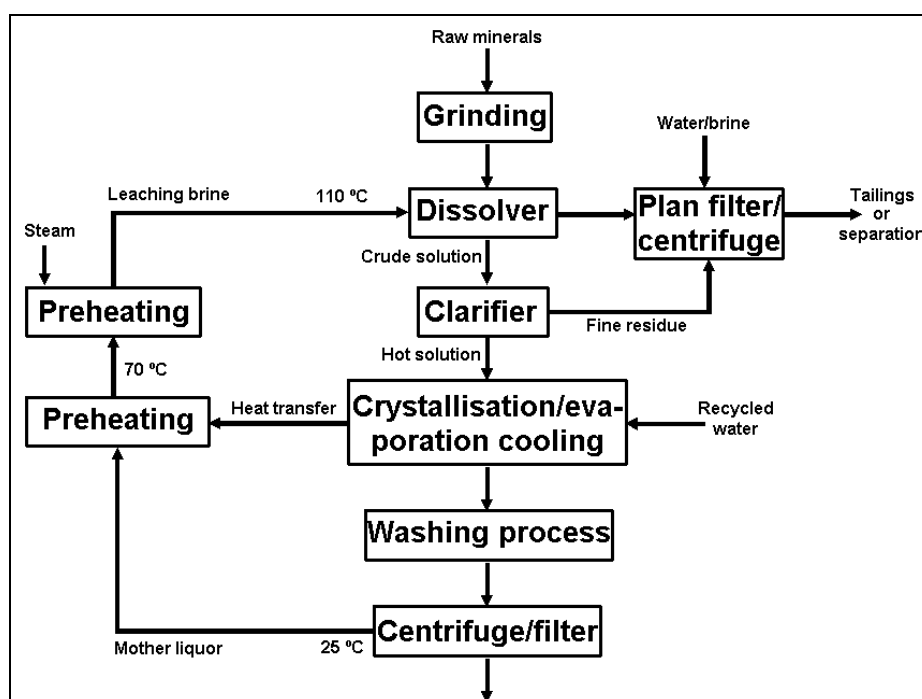 Raw minerals
Grinding
Water/brine
Leaching brine
110 ºC
Dissolver
Plan filter/
centrifuge
Tailings
or
separation
Steam
Crude solution
Preheating
Clarifier
Fine residue
Hot solution
70 ºC
Preheating
Heat transfer
Crystallisation/eva-
poration cooling
Recycled
water
Washing process
Centrifuge/filter
Mother liquor
25 ºC